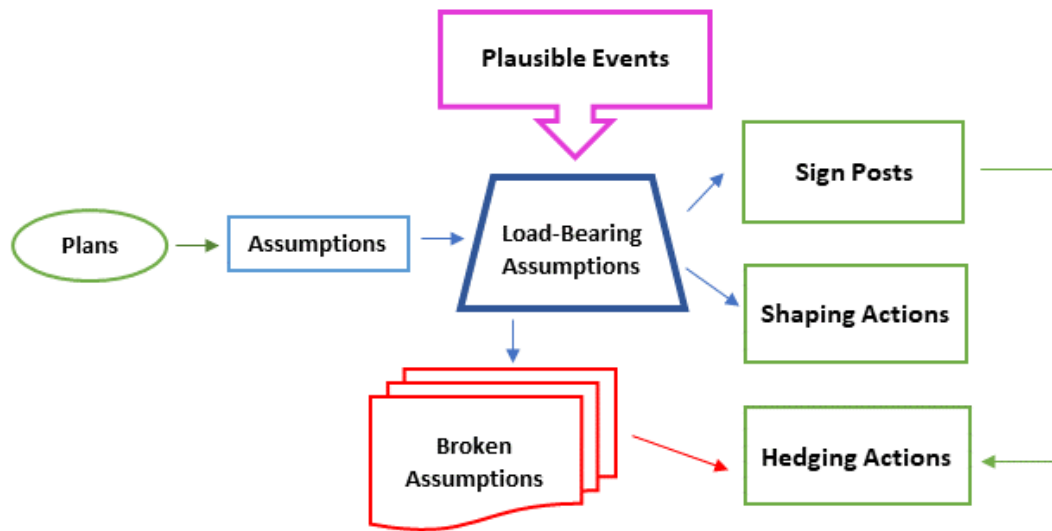 Plausible Events
Sign Posts
Plans
Assumptions
Load-Bearing
Assumptions
Shaping Actions
Broken
Assumptions
Hedging Actions